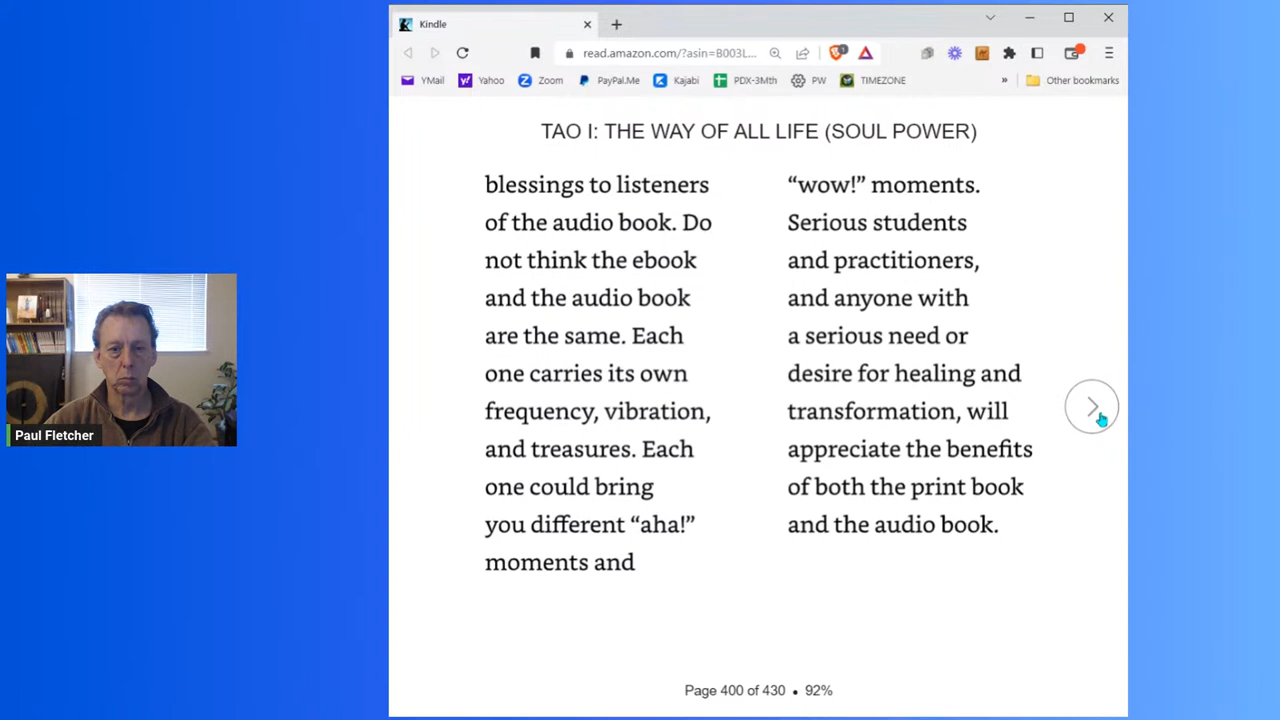 Kindle
read.amazon.com/?asin=B003L...
1
YMail
Yahoo
Zoom
PayPal.Me
Kajabi
PDX-3Mth
PW
TIMEZONE
»
Other bookmarks
TAO I: THE WAY OF ALL LIFE (SOUL POWER)
blessings to listeners
of the audio book. Do
not think the ebook
and the audio book
are the same. Each
one carries its own
frequency, vibration,
and treasures. Each
one could bring
you different “aha!”
moments and
“wow!” moments.
Serious students
and practitioners,
and anyone with
a serious need or
desire for healing and
transformation, will
appreciate the benefits
of both the print book
and the audio book.
Page 400 of 430 • 92%
Paul Fletcher